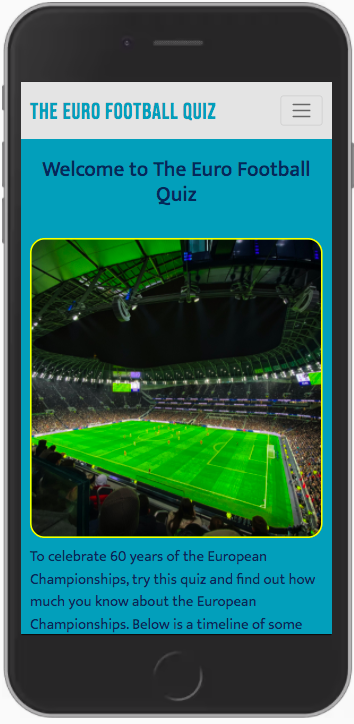 THE EURO FOOTBALL QUIZ
Welcome to The Euro Football
Quiz
To celebrate 60 years of the European
Championships, try this quiz and find out how
much you know about the European
Championships. Below is a timeline of some